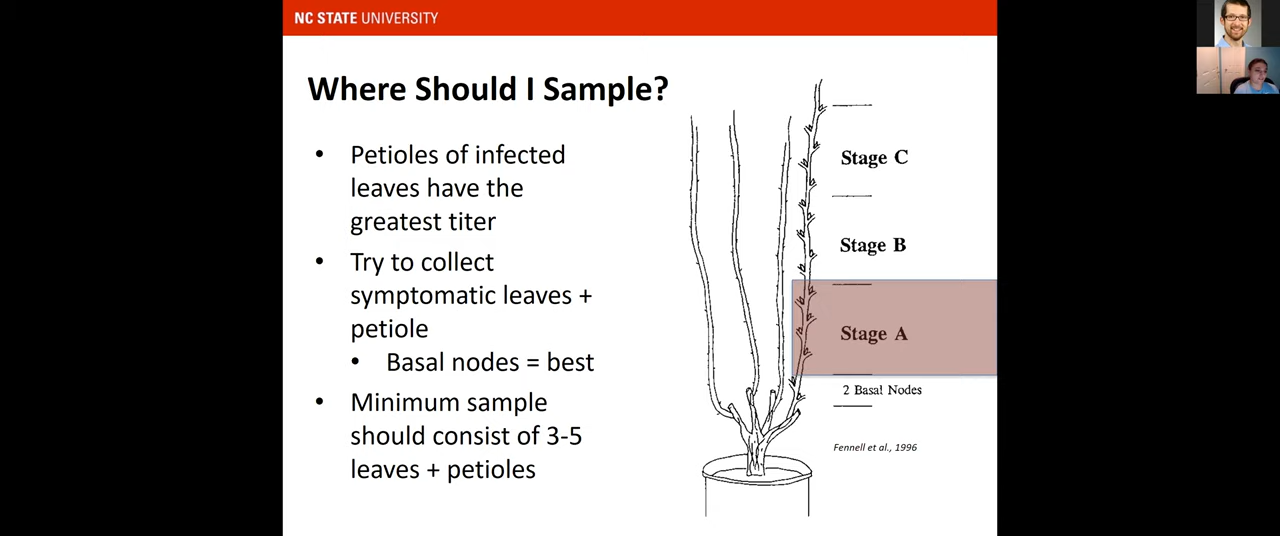 NC STATE UNIVERSITY
Where Should I Sample?
• Petioles of infected
leaves have the
greatest titer
• Try to collect
symptomatic leaves +
petiole
• Basal nodes = best
• Minimum sample
should consist of 3-5
leaves + petioles
Stage C
Stage B
Stage A
2 Basal Nodes
Fennell et al., 1996